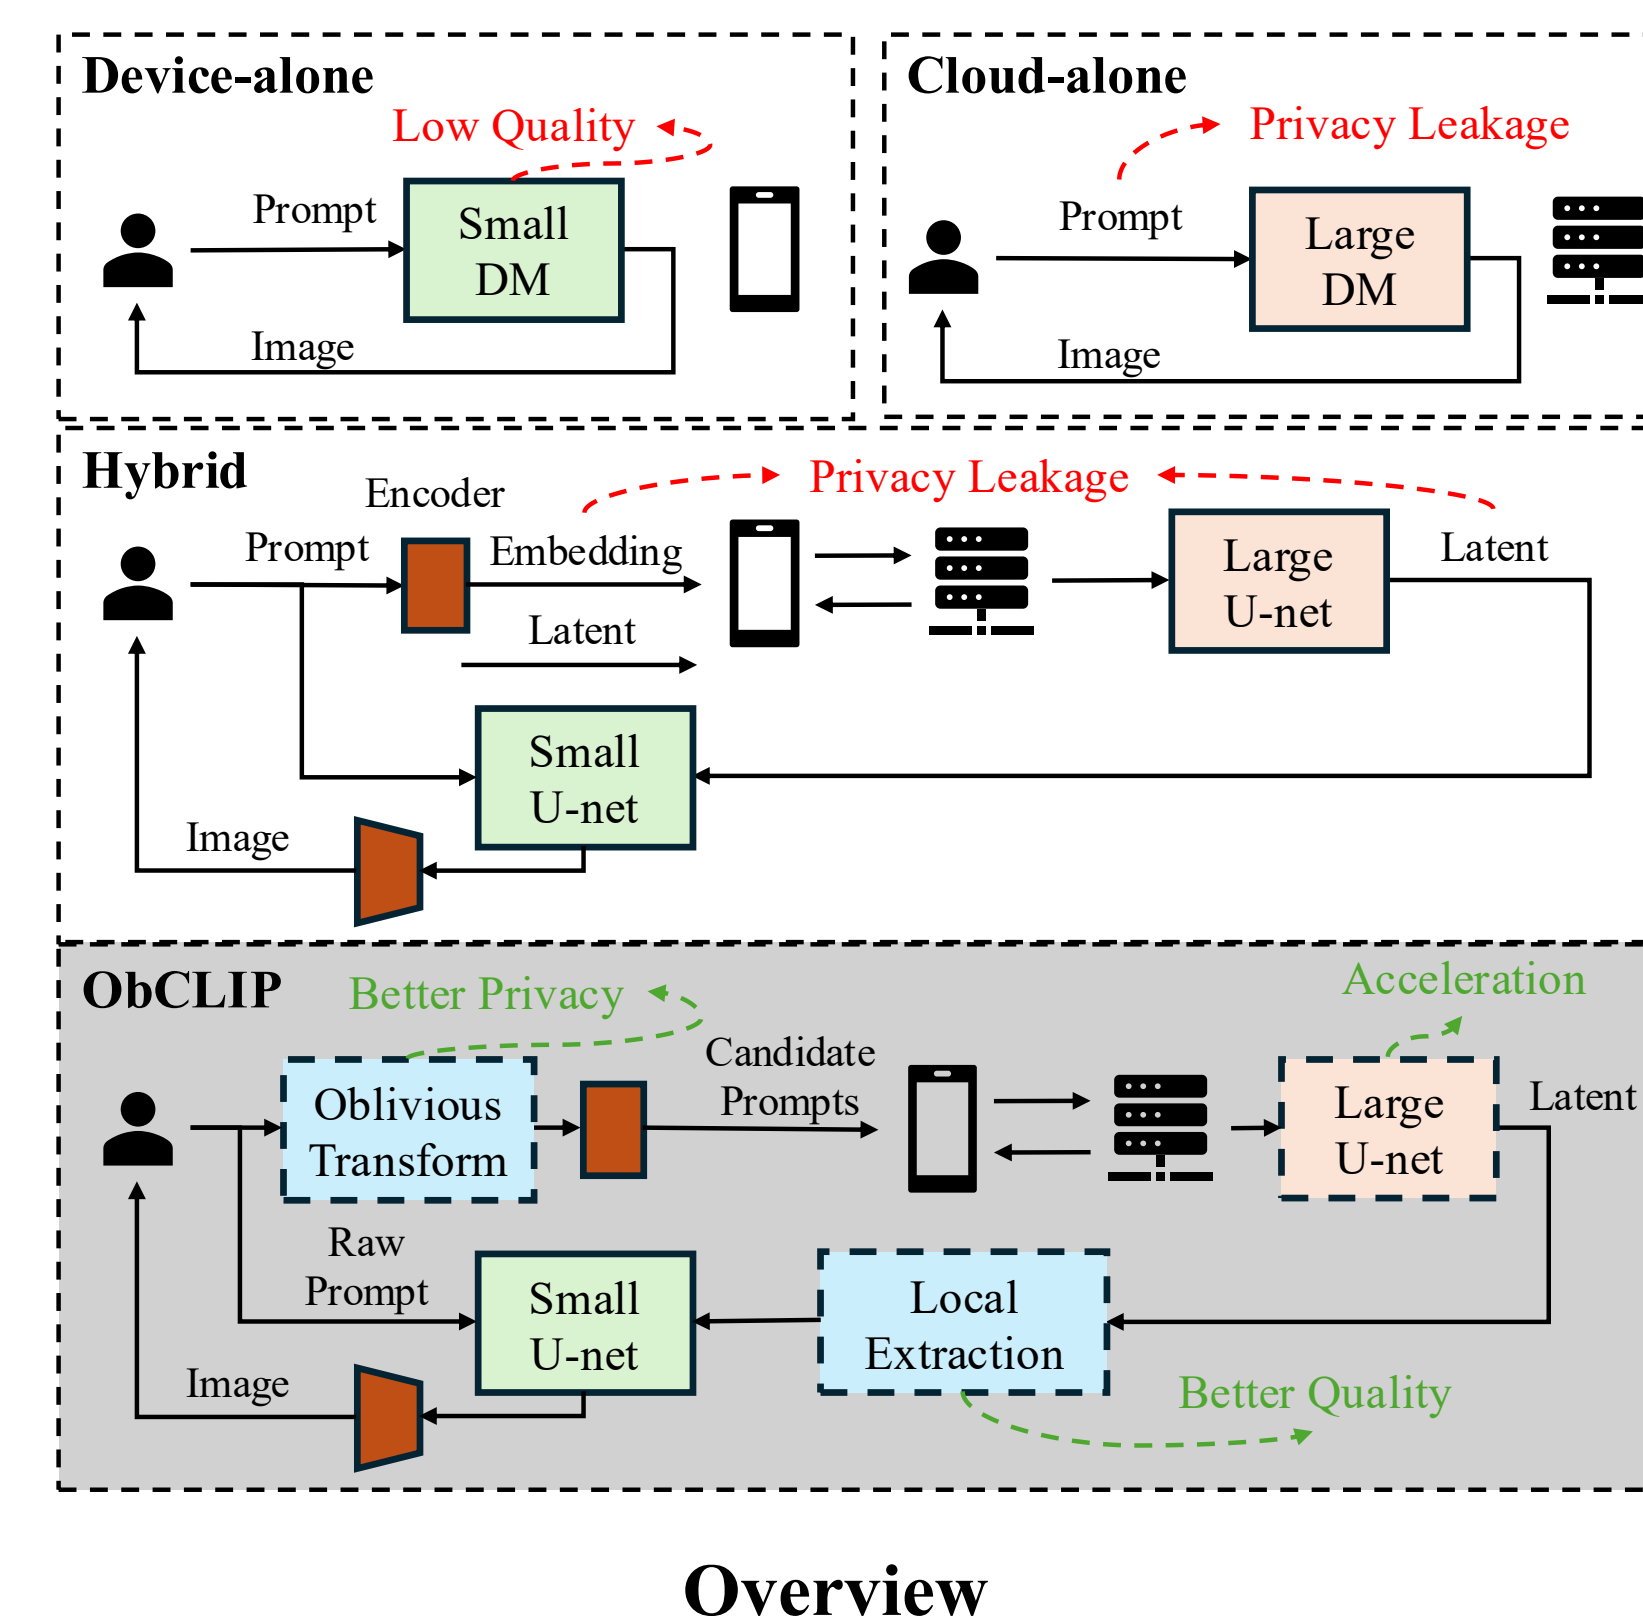 Device-alone
Low Quality
Prompt
Small
DM
Image
Cloud-alone
Privacy Leakage
Prompt
Large
DM
Image
Hybrid
Encoder
Privacy Leakage
Prompt
Embedding
Latent
Large
U-net
Latent
Small
U-net
Image
ObCLIP
Better Privacy
Acceleration
Oblivious
Transform
Candidate
Prompts
Large
U-net
Latent
Raw
Prompt
Small
U-net
Local
Extraction
Image
Better Quality
Overview